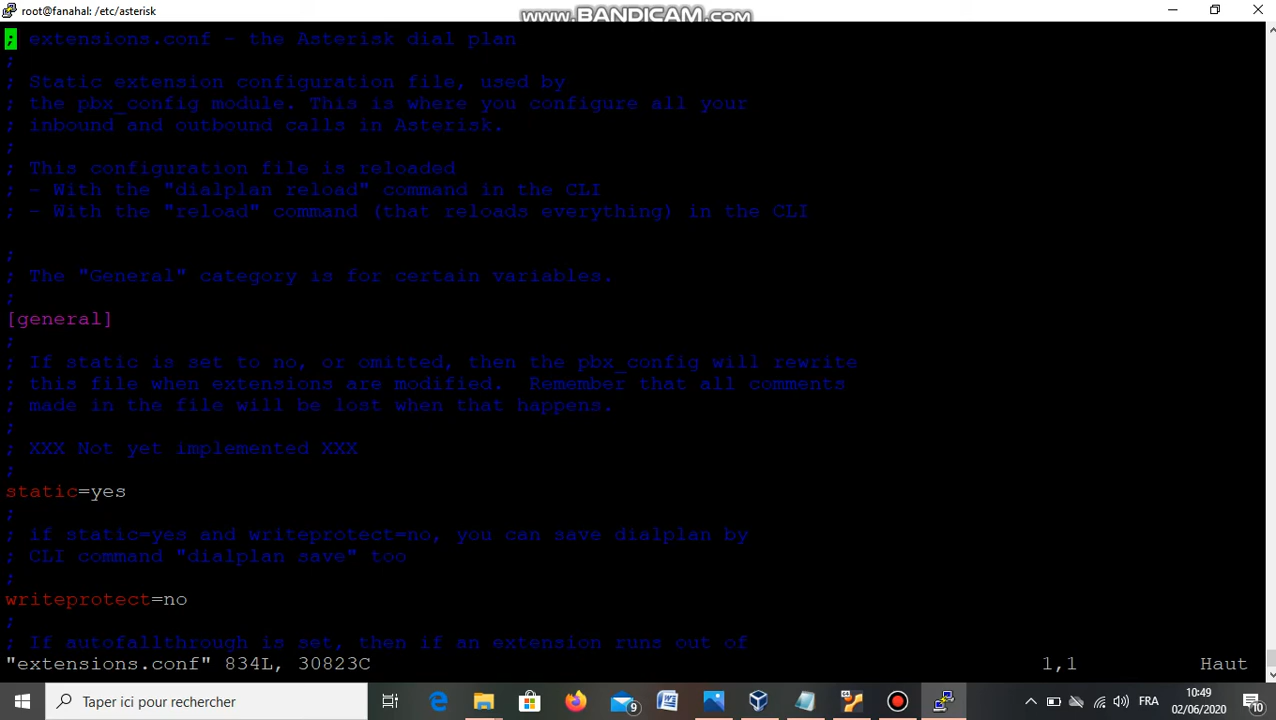 root@fanahal: /etc/asterisk
www.BANDICAM.com
; extensions.conf - the Asterisk dial plan
;
; Static extension configuration file, used by
; the pbx_config module. This is where you configure all your
; inbound and outbound calls in Asterisk.
;
; This configuration file is reloaded
; - With the "dialplan reload" command in the CLI
; - With the "reload" command (that reloads everything) in the CLI
;
; The "General" category is for certain variables.
;
[general]
;
; If static is set to no, or omitted, then the pbx_config will rewrite
; this file when extensions are modified.  Remember that all comments
; made in the file will be lost when that happens.
;
; XXX Not yet implemented XXX
;
static=yes
;
; if static=yes and writeprotect=no, you can save dialplan by
; CLI command "dialplan save" too
;
writeprotect=no
;
; If autofallthrough is set, then if an extension runs out of
"extensions.conf" 834L, 30823C 1,1 Haut
Taper ici pour rechercher
9
FRA
10:49
02/06/2020
10